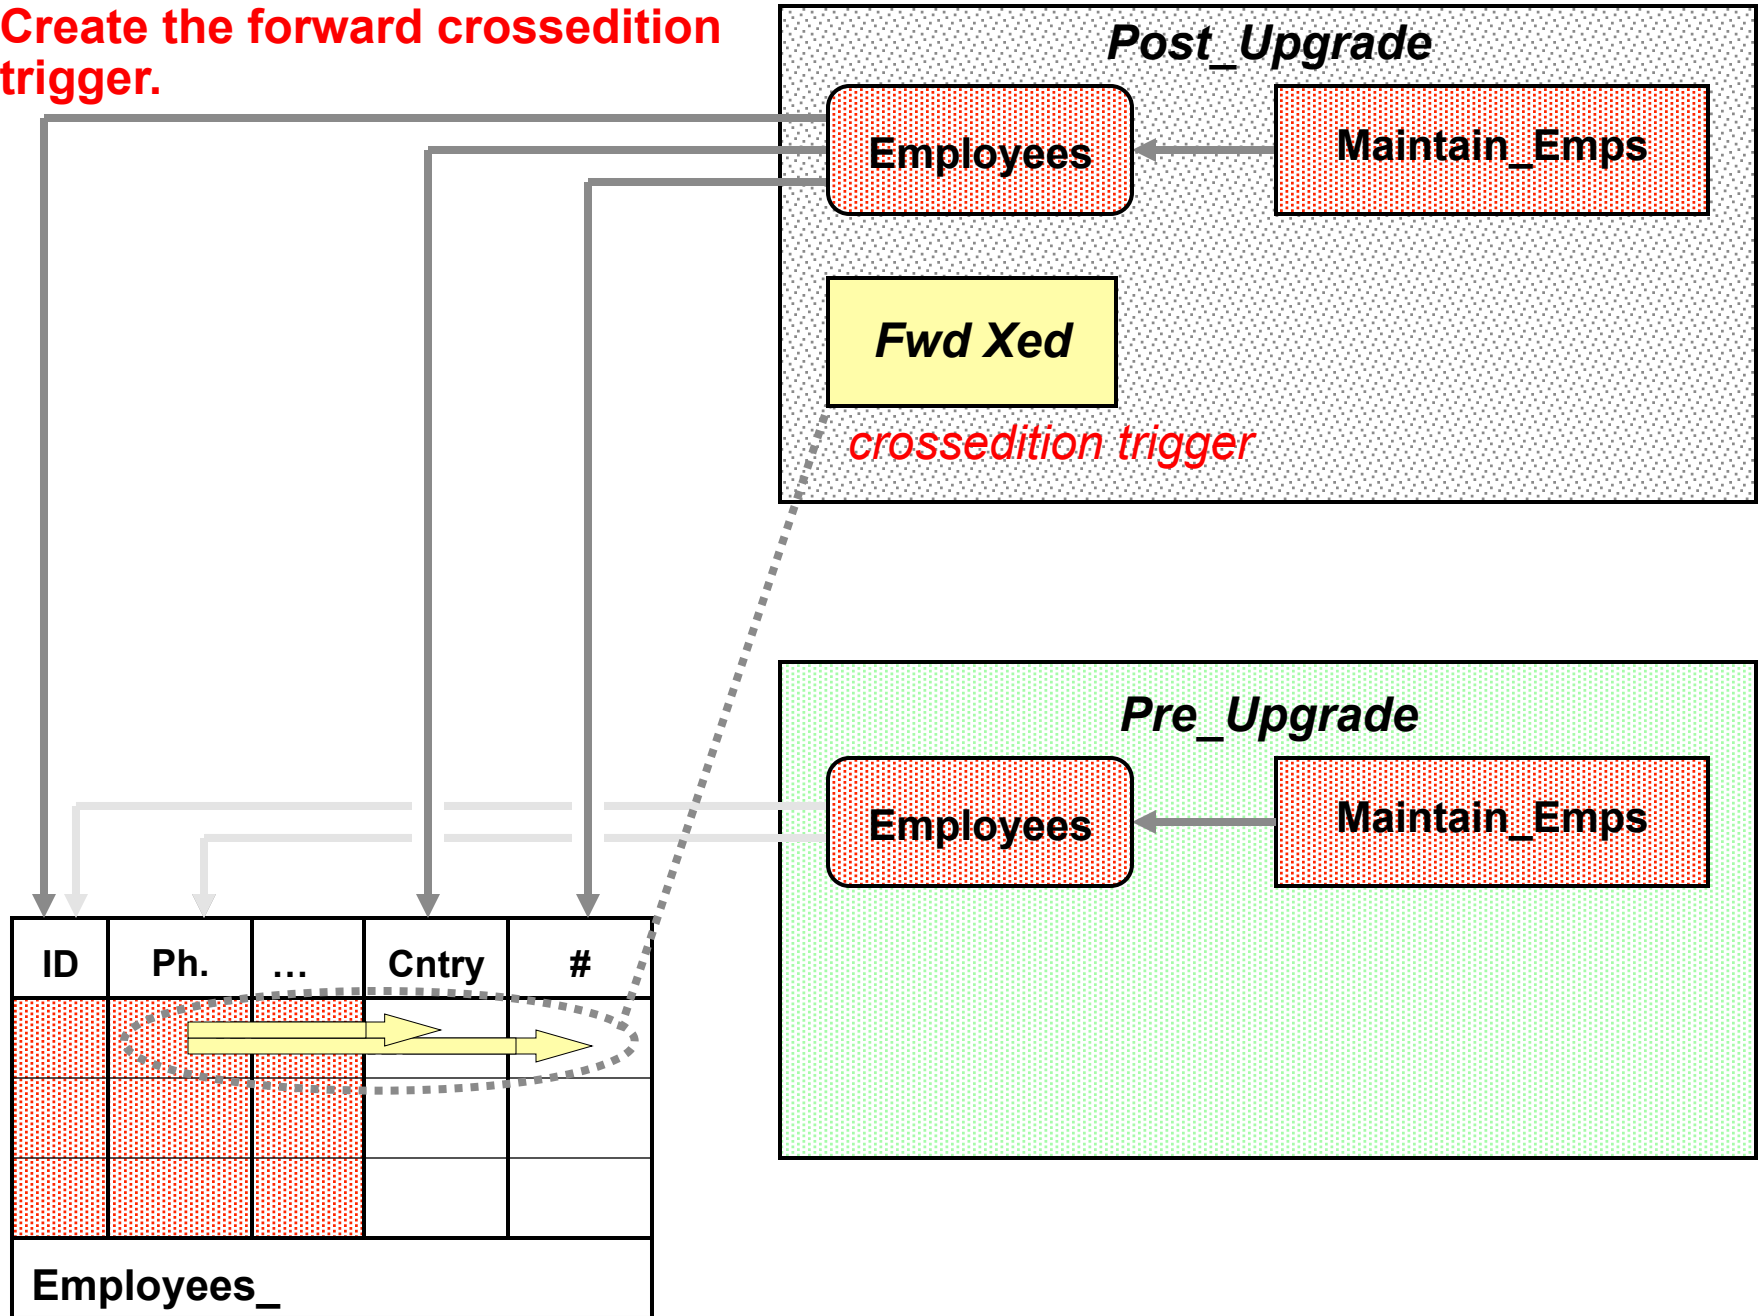 Create the forward crossedition
trigger.
Post_Upgrade
Employees
Maintain_Emps
Fwd Xed
crossedition trigger
Pre_Upgrade
Employees
Maintain_Emps
ID Ph. ... Cntry #
Employees_